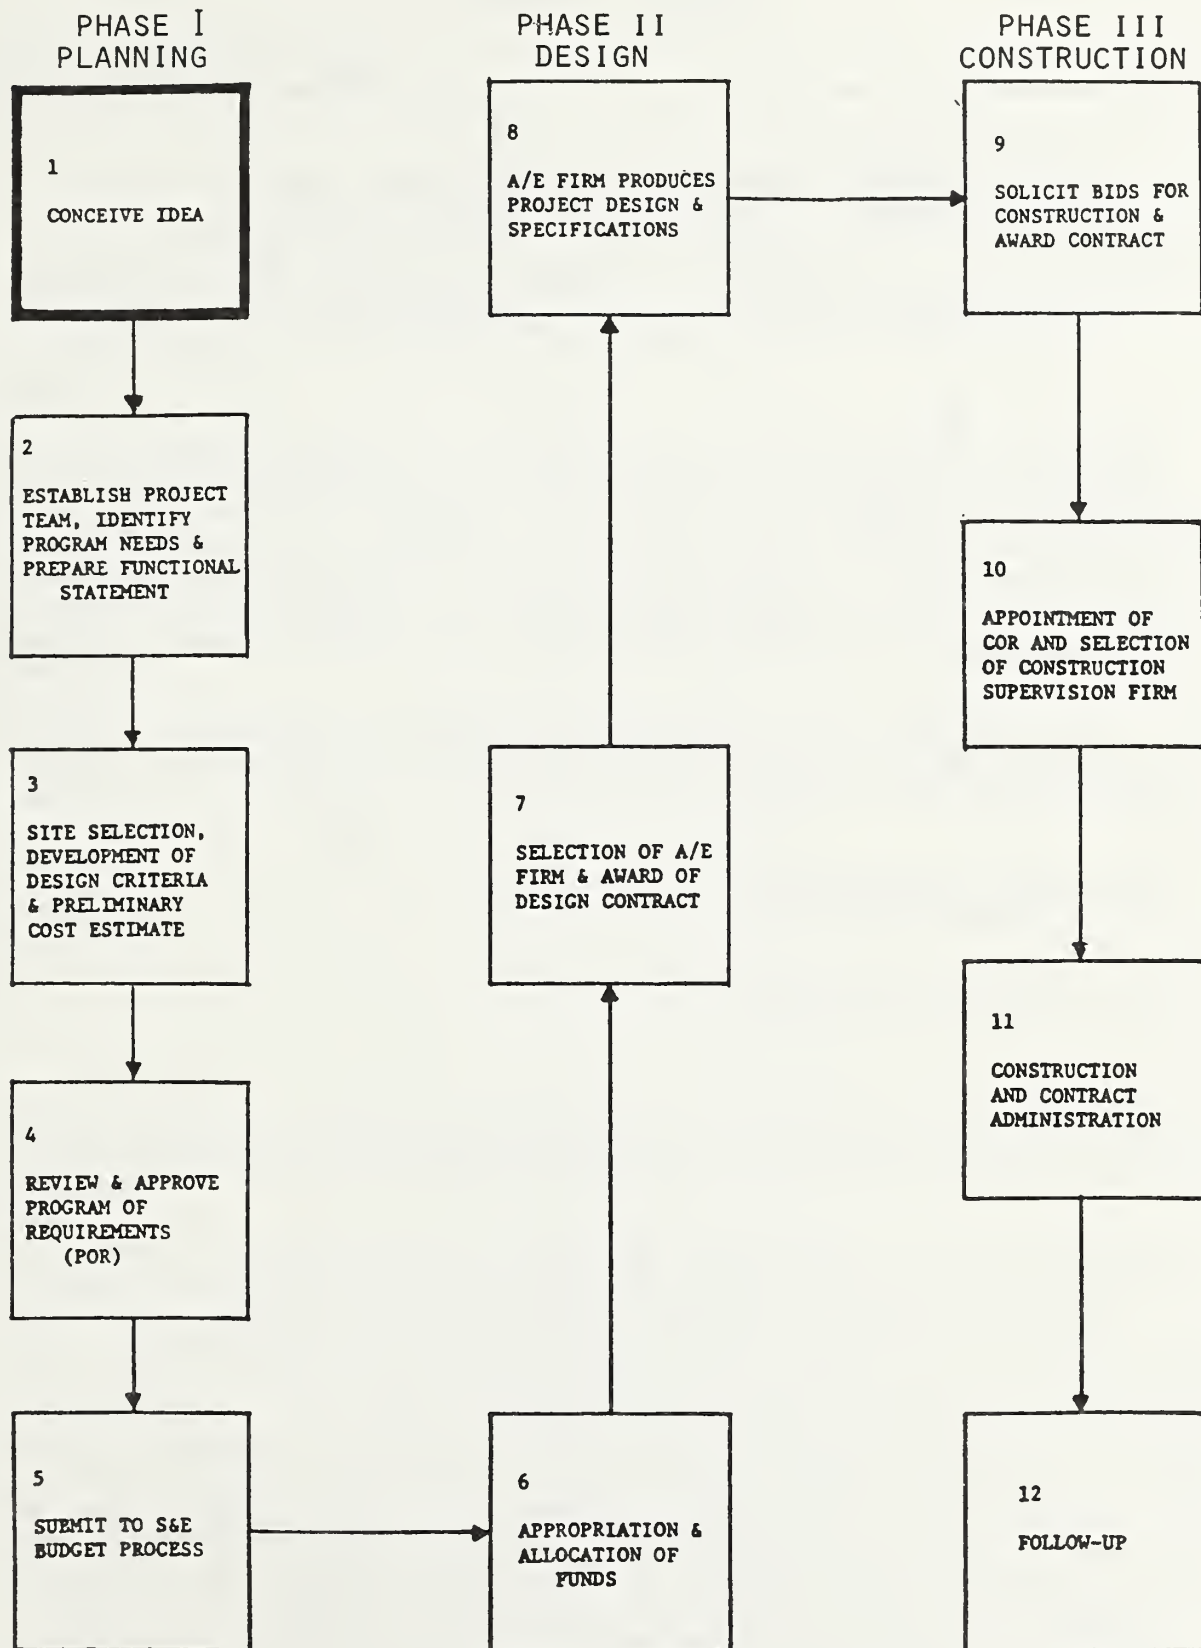 PHASE I
PLANNING
1
CONCEIVE IDEA
2
ESTABLISH PROJECT
TEAM, IDENTIFY
PROGRAM NEEDS &
PREPARE FUNCTIONAL
STATEMENT
3
SITE SELECTION,
DEVELOPMENT OF
DESIGN CRITERIA
& PRELIMINARY
COST ESTIMATE
4
REVIEW & APPROVE
PROGRAM OF
REQUIREMENTS
(POR)
5
SUBMIT TO S&E
BUDGET PROCESS
PHASE II
DESIGN
6
APPROPRIATION &
ALLOCATION OF
FUNDS
7
SELECTION OF A/E
FIRM & AWARD OF
DESIGN CONTRACT
8
A/E FIRM PRODUCES
PROJECT DESIGN &
SPECIFICATIONS
PHASE III
CONSTRUCTION
9
SOLICIT BIDS FOR
CONSTRUCTION &
AWARD CONTRACT
10
APPOINTMENT OF
COR AND SELECTION
OF CONSTRUCTION
SUPERVISION FIRM
11
CONSTRUCTION
AND CONTRACT
ADMINISTRATION
12
FOLLOW-UP